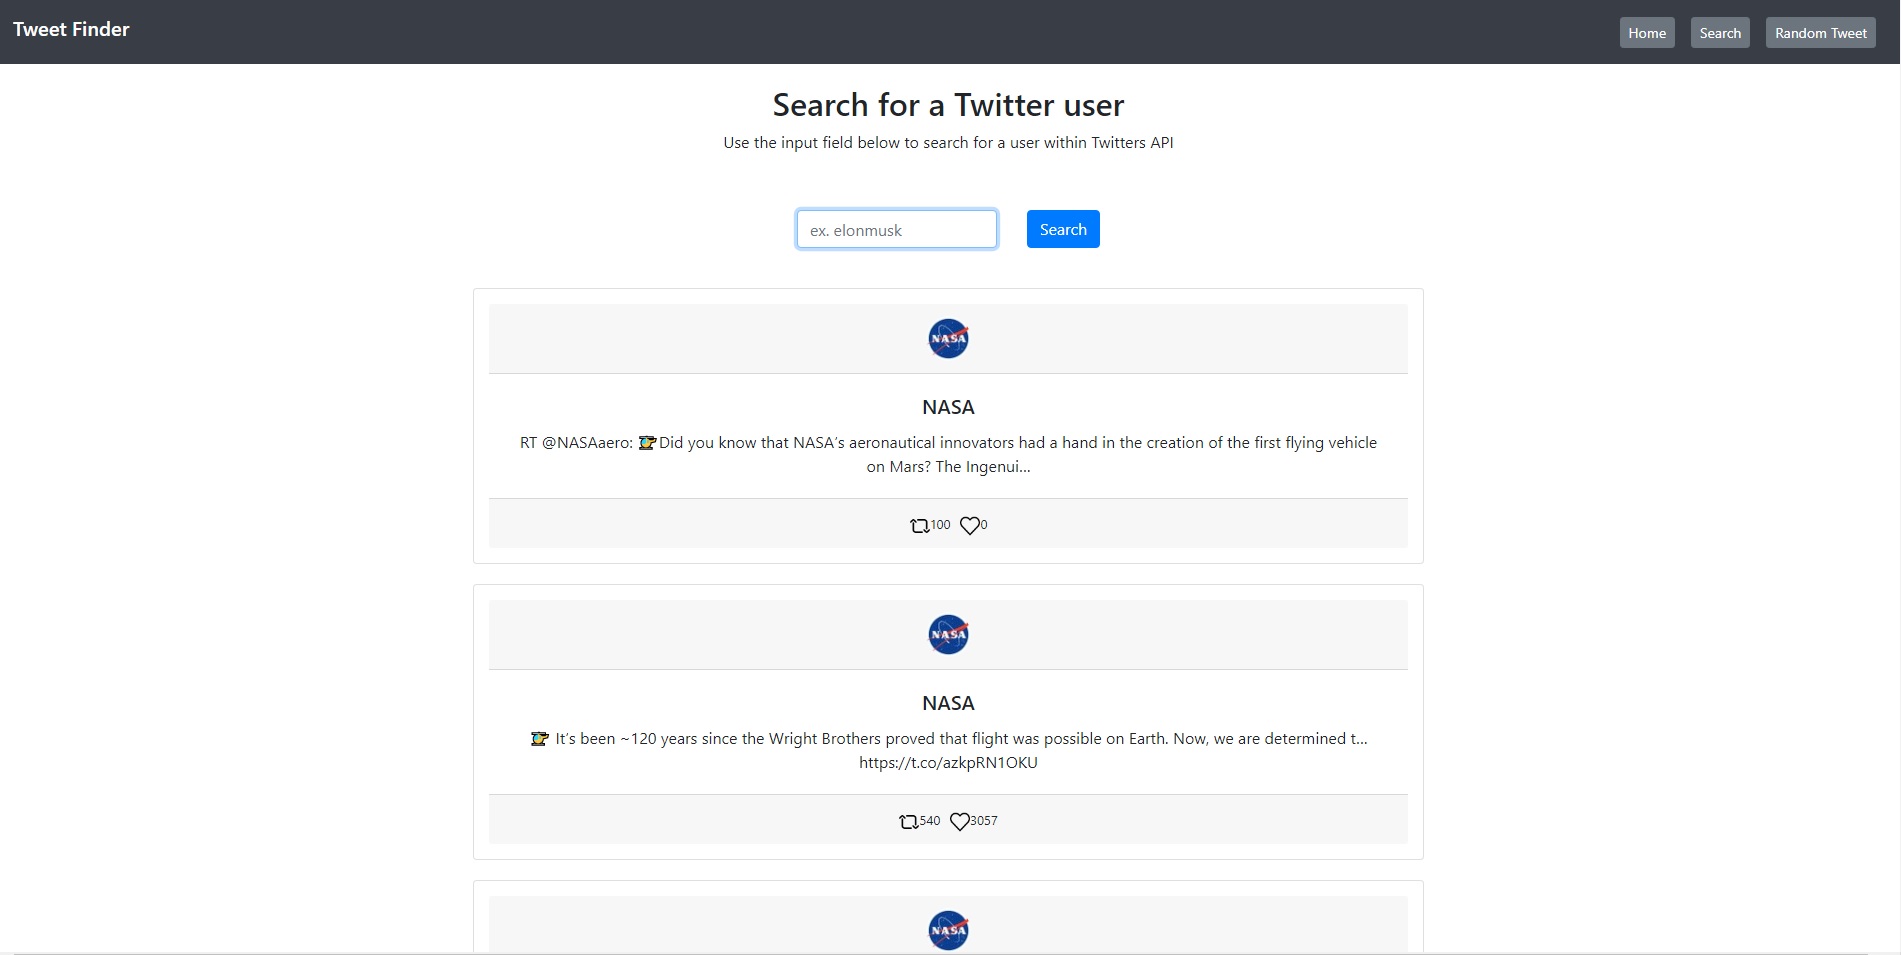 Tweet Finder
Home Search Random Tweet
Search for a Twitter user
Use the input field below to search for a user within Twitters API
ex. elonmusk Search
NASA
NASA
RT @NASAaero: 🚁Did you know that NASA's aeronautical innovators had a hand in the creation of the first flying vehicle
on Mars? The Ingenui…
100 0
NASA
NASA
🚁 It's been ~120 years since the Wright Brothers proved that flight was possible on Earth. Now, we are determined t…
https://t.co/azkpRN1OKU
540 3057
NASA